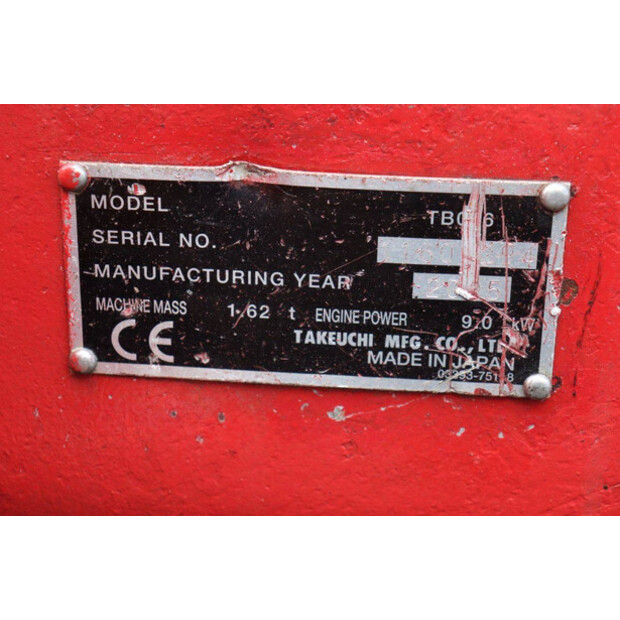 MODEL
SERIAL NO.
MANUFACTURING YEAR
MACHINE MASS 1.62 t ENGINE POWER 9.0 kW
TAKEUCHI MFG. CO., LTD.
CE MADE IN JAPAN